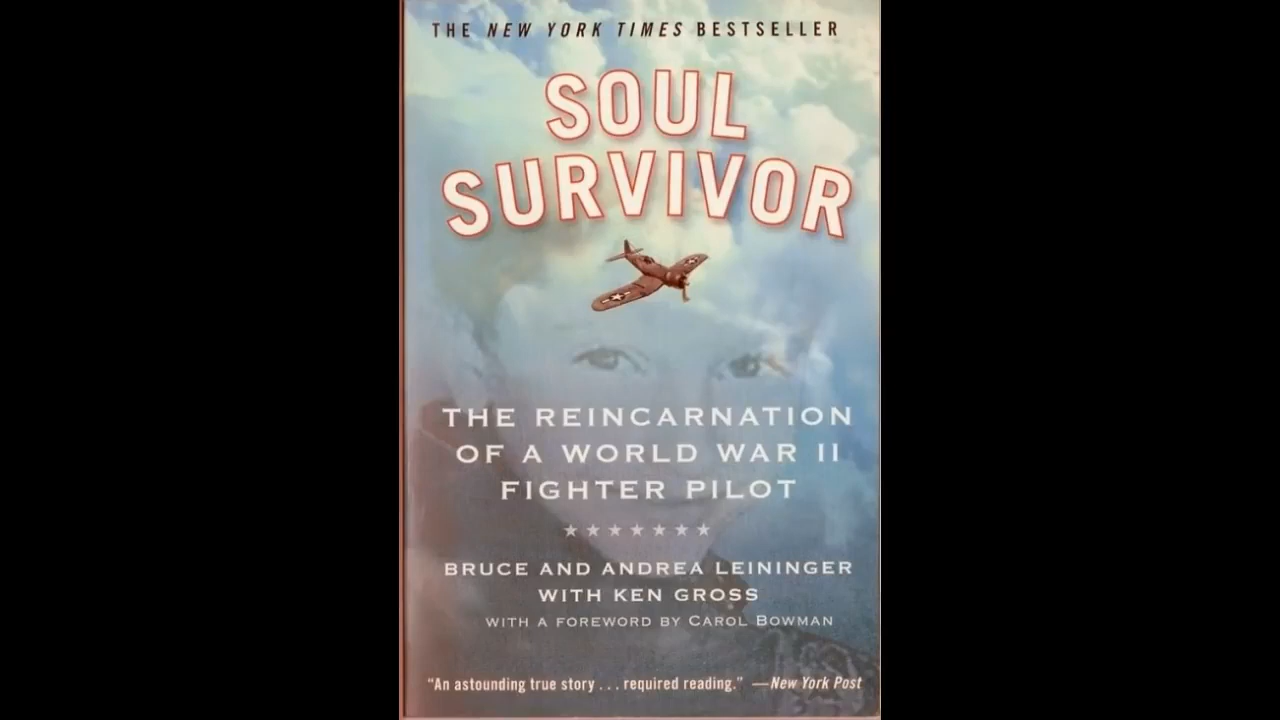 THE NEW YORK TIMES BESTSELLER
SOUL
SURVIVOR
THE REINCARNATION
OF A WORLD WAR II
FIGHTER PILOT
BRUCE AND ANDREA LEININGER
WITH KEN GROSS
WITH A FOREWORD BY CAROL BOWMAN
"An astounding true story . . . required reading." —New York Post